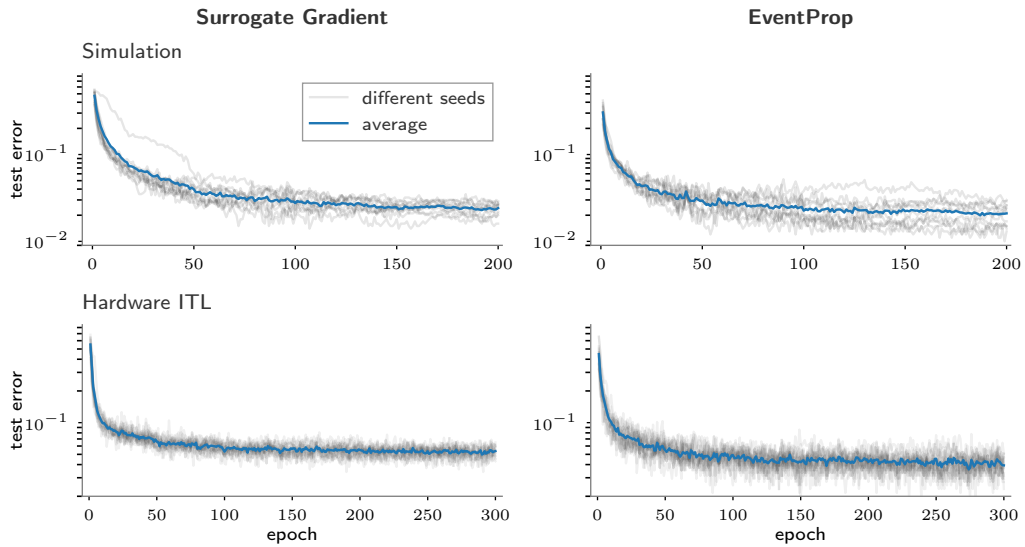 Surrogate Gradient
EventProp
Simulation
different seeds
average
test error
10⁻¹
10⁻²
0 50 100 150 200
10⁻¹
10⁻²
0 50 100 150 200
Hardware ITL
test error
10⁻¹
0 50 100 150 200 250 300
epoch
10⁻¹
0 50 100 150 200 250 300
epoch